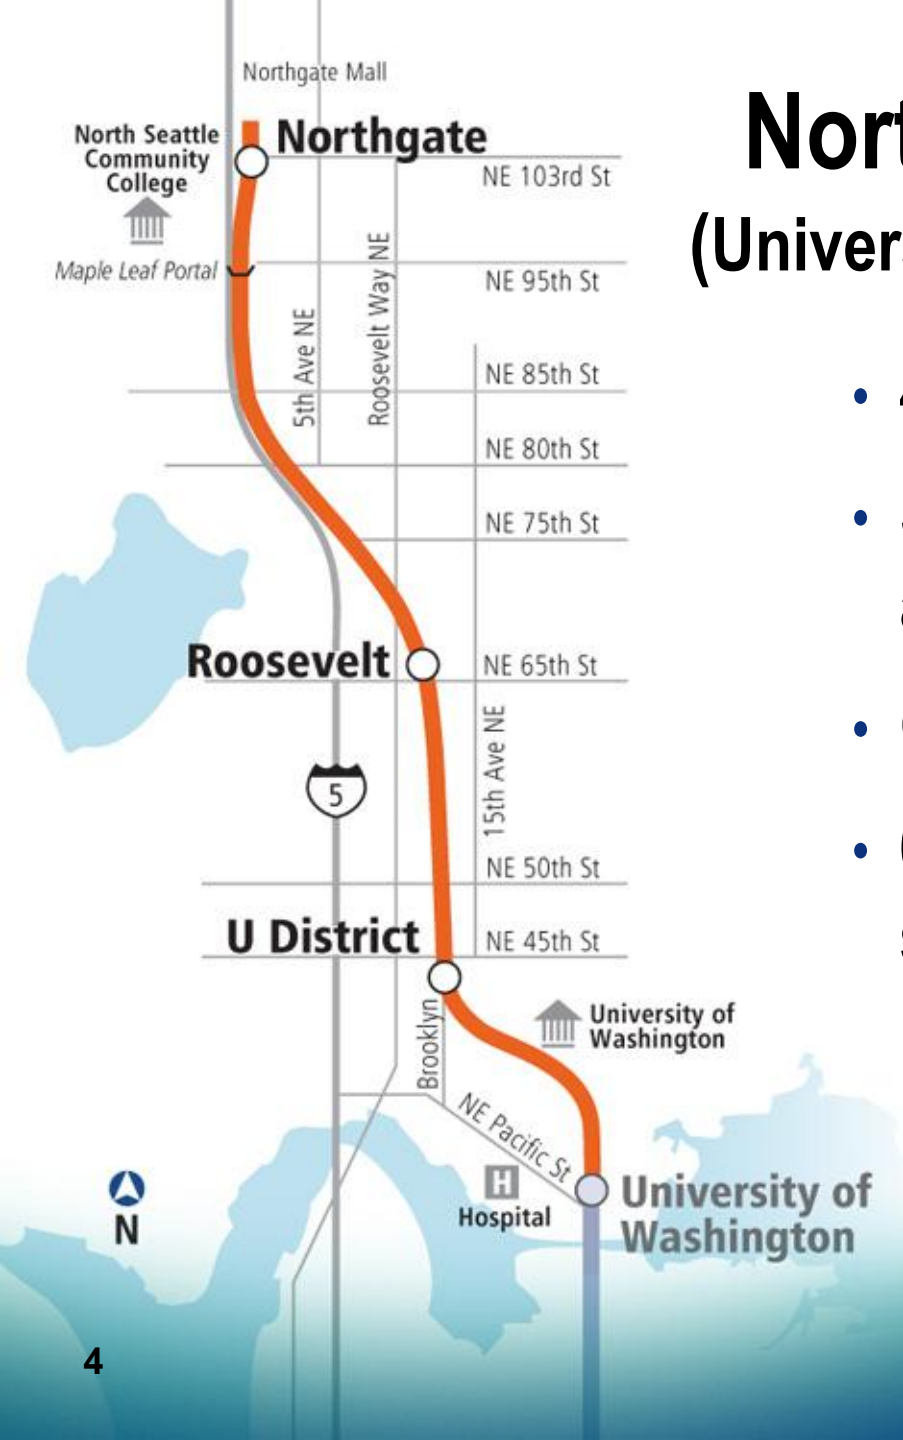 Northgate Mall
North Seattle
Community
College
Northgate
NE 103rd St
Maple Leaf Portal
NE 95th St
5th Ave NE
Roosevelt Way NE
NE 85th St
NE 80th St
NE 75th St
Roosevelt
NE 65th St
5
15th Ave NE
NE 50th St
U District
NE 45th St
Brooklyn
University of
Washington
NE Pacific St
H
Hospital
University of
Washington
N
4
Nort
(Univers